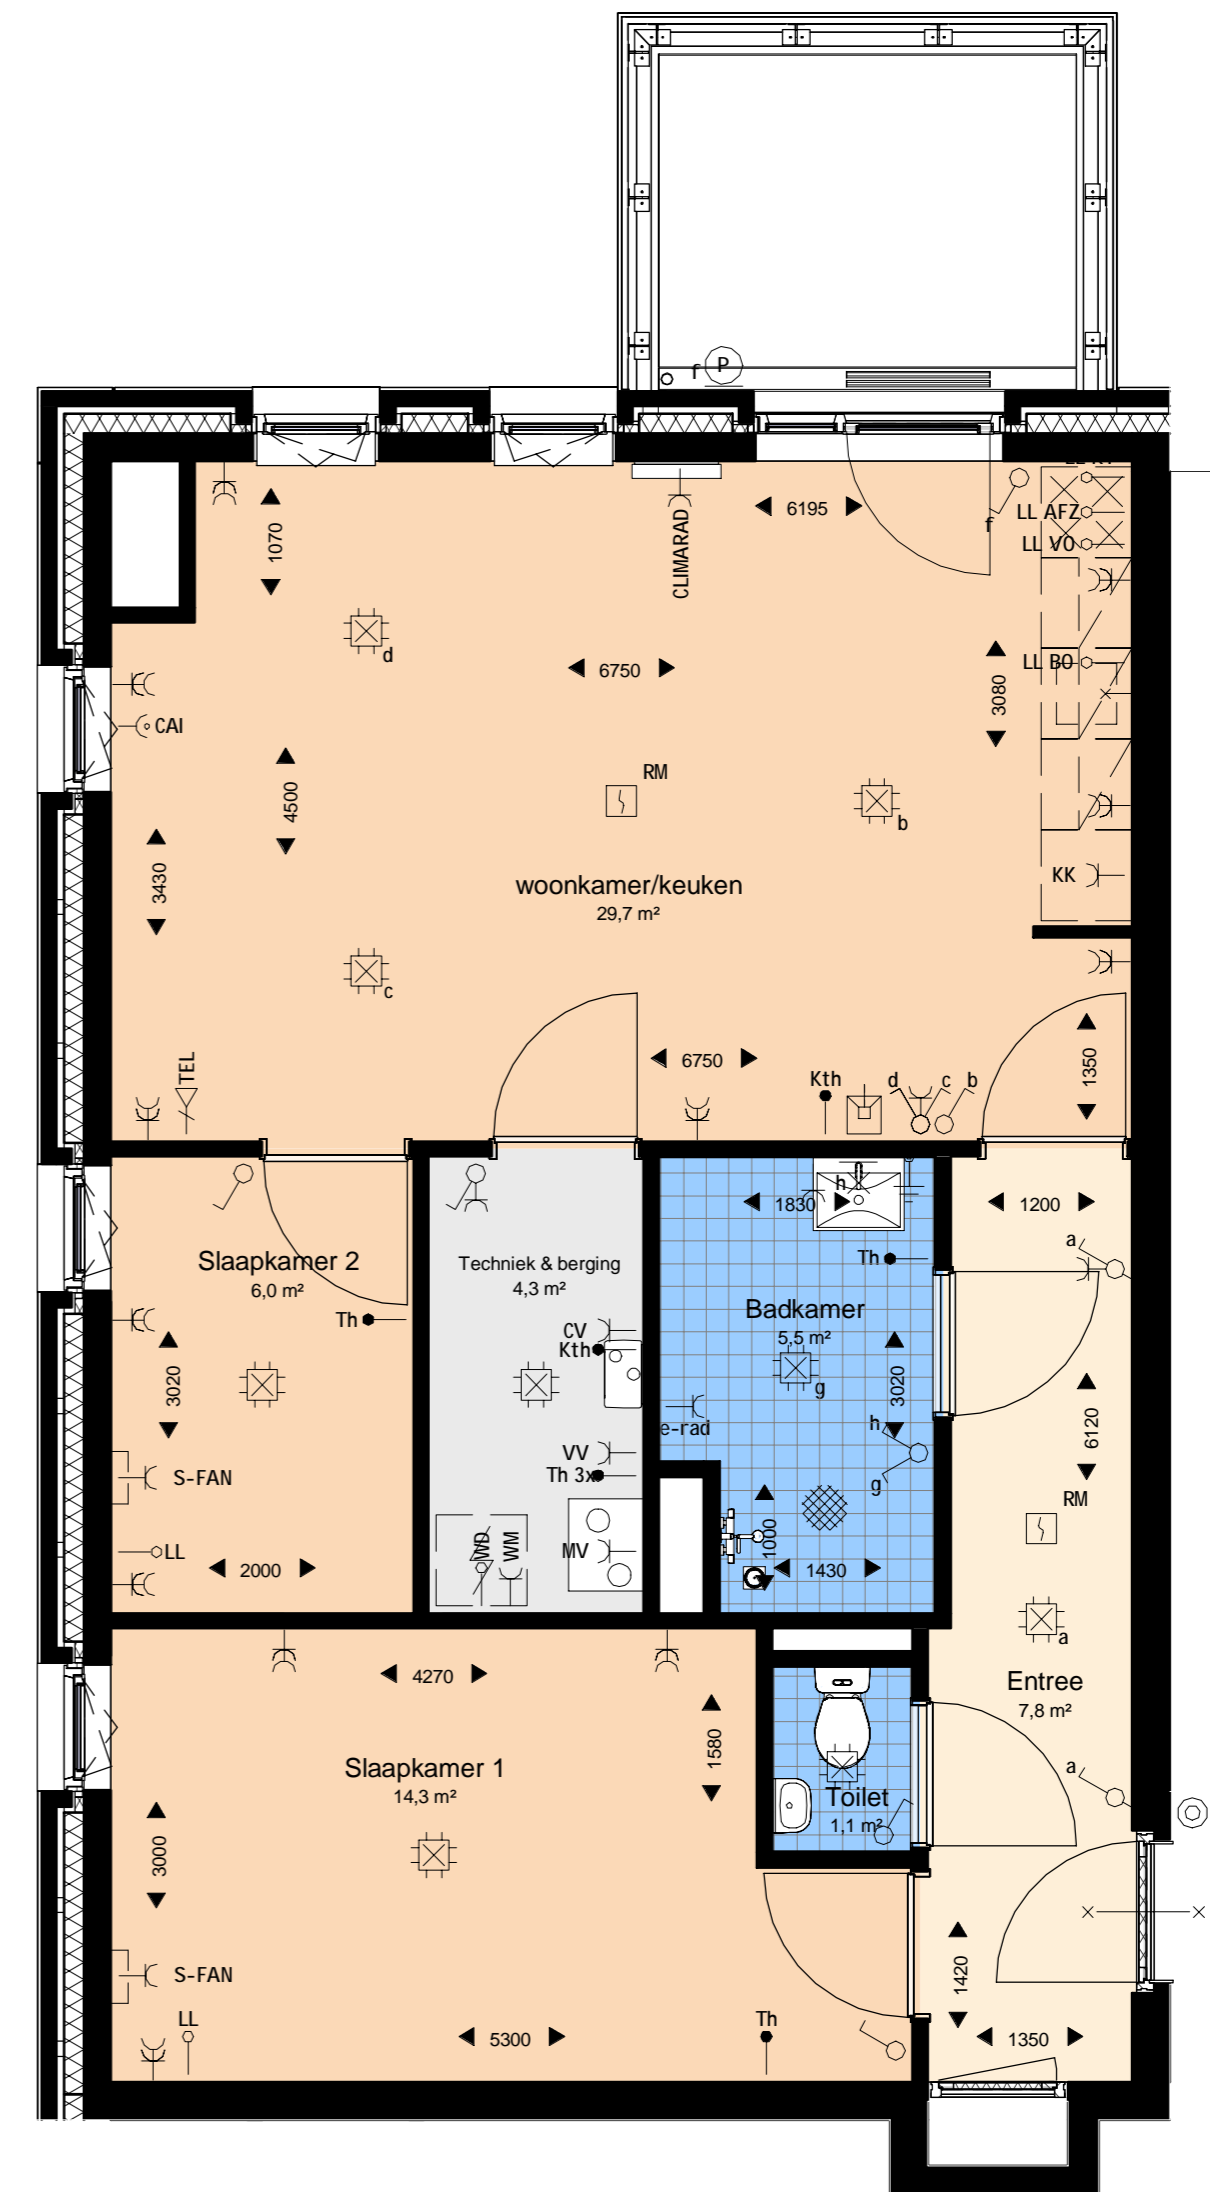 f P
6195
f
LL AFZ
LL VO
1070
CLIMARAD
d
6750
3080
LL BO
CAI
4500
RM
b
3430
woonkamer/keuken
29,7 m²
KK
c
TEL
6750
Kth
d c b
1350
h
1830
1200
a
Slaapkamer 2
6,0 m²
Techniek & berging
4,3 m²
Th
Badkamer
5,5 m²
Th
CV
Kth
3020
g
3020
6120
e-rad
h
S-FAN
VV
Th 3x
g
RM
WD
WM
MV
1000
LL
2000
1430
a
4270
Entree
7,8 m²
1580
Slaapkamer 1
14,3 m²
a
Toilet
1,1 m²
3000
S-FAN
1420
LL
Th
5300
1350